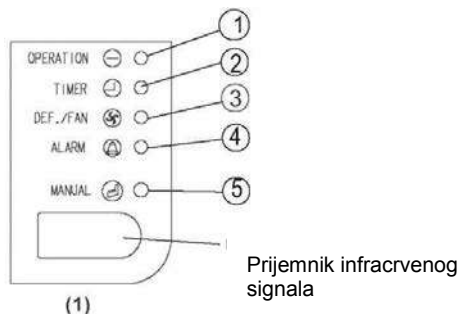 OPERATION 1
TIMER 2
DEF./FAN 3
ALARM 4
MANUAL 5
Prijemnik infracrvenog
signala
(1)